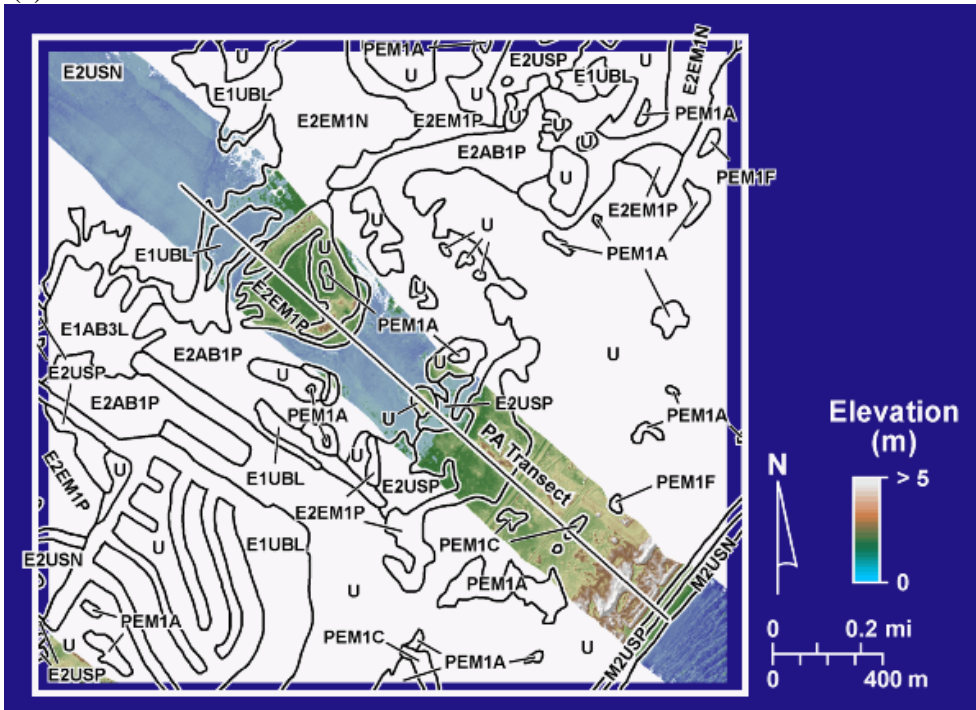 PEM1A
U
E2USP
U
E2EM1N
U
E2USN
E1UBL
U
E1UBL
U
E2EM1N
E2EM1P
U
U
PEM1A
E2AB1P
U
PEM1F
U
E2EM1P
U
U
PEM1A
E1UBL
U
E2EM1P
U
E1AB3L
PEM1A
E2AB1P
U
U
E2USP
U
E2AB1P
PEM1A
U
E2USP
PEM1A
Elevation
(m)
PA Transect
E2EM1P
U
U
E1UBL
E2USP
PEM1F
N
> 5
E2EM1P
U
E1UBL
PEM1C
E2USN
M2USN
0
PEM1A
U
PEM1A
0
0.2 mi
U
PEM1C
U
E2USP
PEM1A
EM2USP
0
400 m